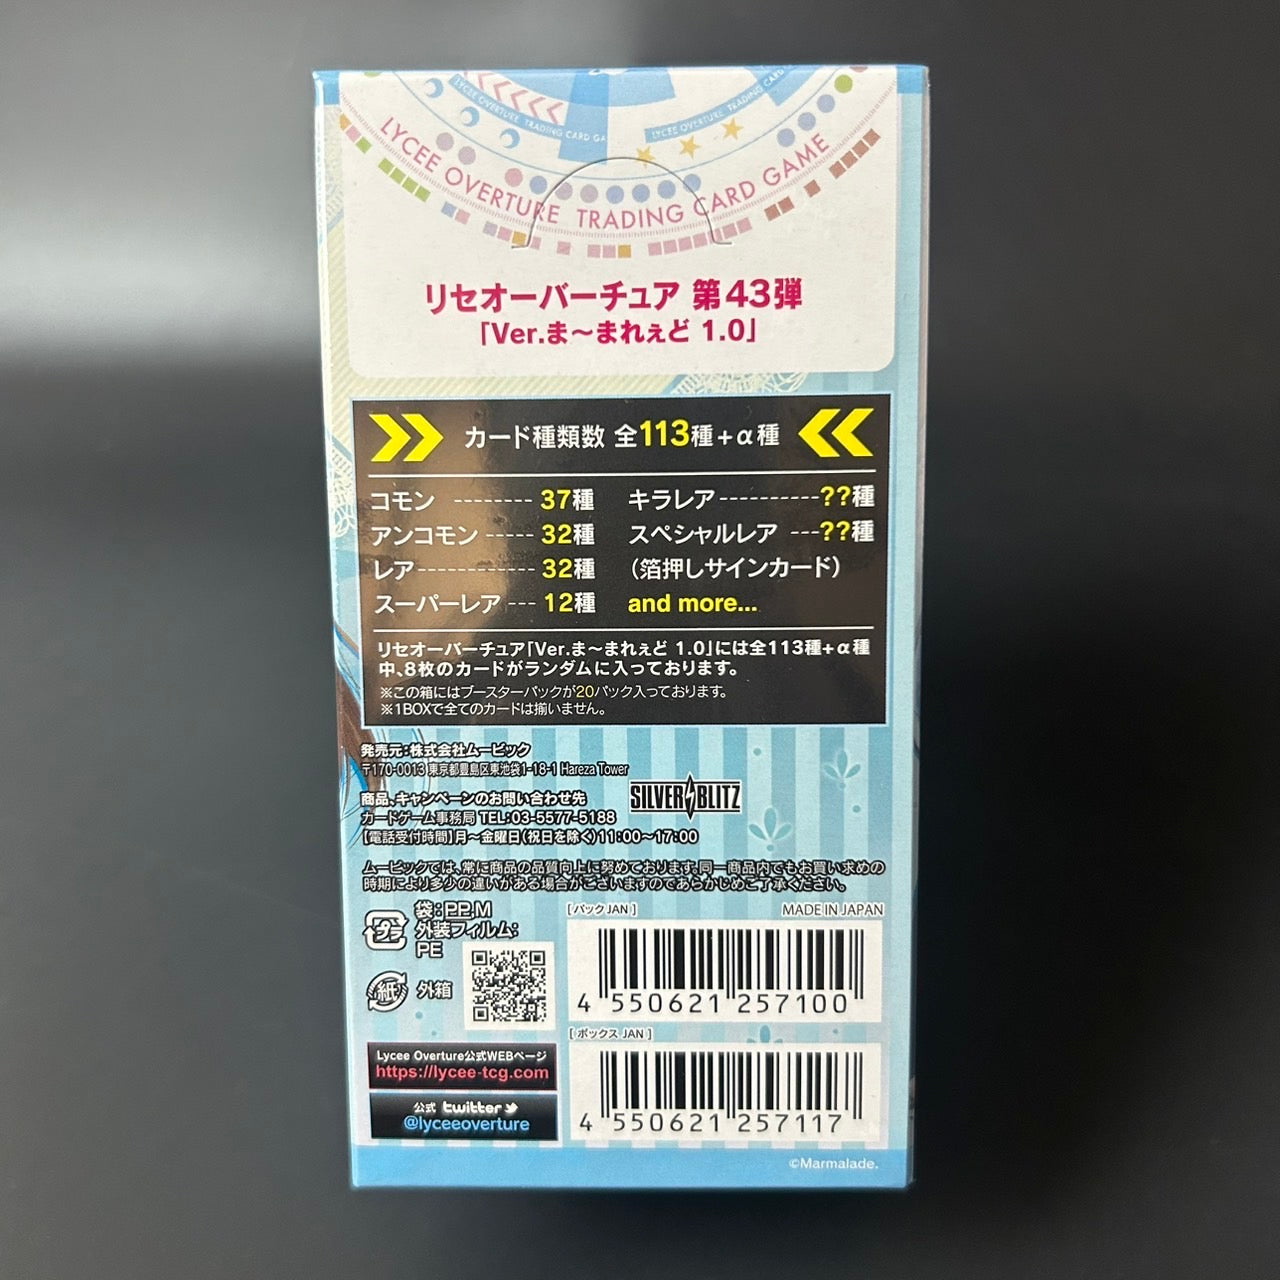 LYCEE OVERTURE TRADING CARD GA
LYCEE OVERTURE TRADING CARD
LYCEE OVERTURE TRADING CARD GAME
リセオーバーチュア 第43弾
「Ver.ま〜まれぇど 1.0」
カード種類数 全113種+α種
コモン -------- 37種
アンコモン ----- 32種
レア------------ 32種
スーパーレア --- 12種
キラレア----------??種
スペシャルレア ---??種
(箔押しサインカード)
and more...
リセオーバーチュア「Ver.ま〜まれぇど 1.0」には全113種+α種
中、8枚のカードがランダムに入っております。
※この箱にはブースターパックが20パック入っております。
※1BOXで全てのカードは揃いません。
発売元:株式会社ムービック
〒170-0013 東京都豊島区東池袋1-18-1 Hareza Tower
商品、キャンペーンのお問い合わせ先
カードゲーム事務局 TEL:03-5577-5188
【電話受付時間】月〜金曜日(祝日を除く)11:00〜17:00
SILVER BLITZ
ムービックでは、常に商品の品質向上に努めております。同一商品内でもお買い求めの
時期により多少の違いがある場合がございますのであらかじめご了承ください。
プラ
袋:PP,M
外装フィルム:
PE
紙
外箱
[パックJAN]
MADE IN JAPAN
4 550621 257100
[ボックス JAN]
4 550621 257117
Lycee Overture公式WEBページ
https://lycee-tcg.com
公式 twitter
@lyceeoverture
©Marmalade.